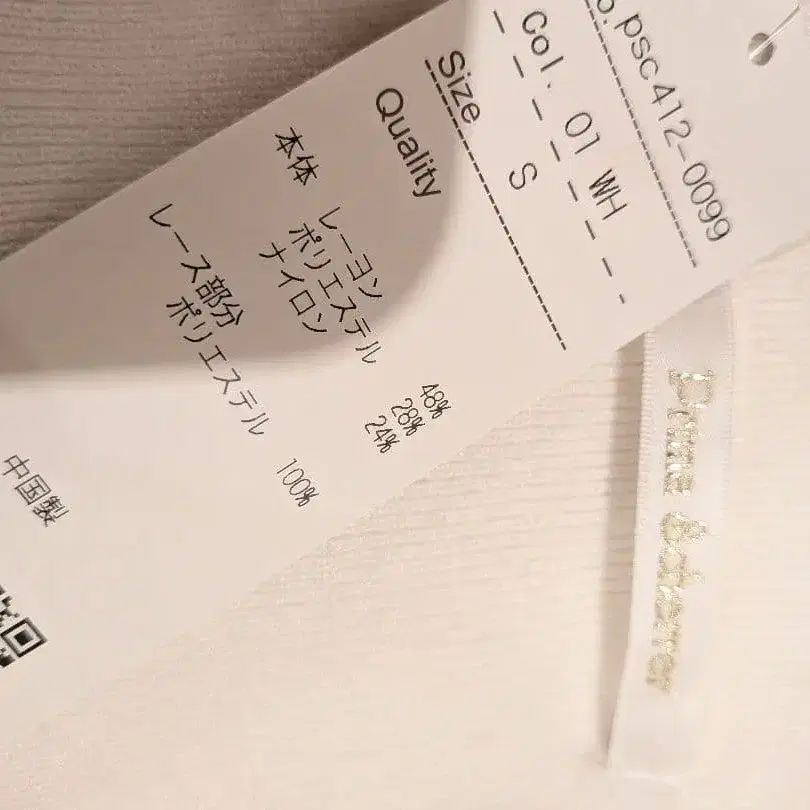 o. psc412-0099
Col. 01 WH
Size S
Quality
本体
レーヨン 48%
ポリエステル 28%
ナイロン 24%
レース部分
ポリエステル 100%
中国製